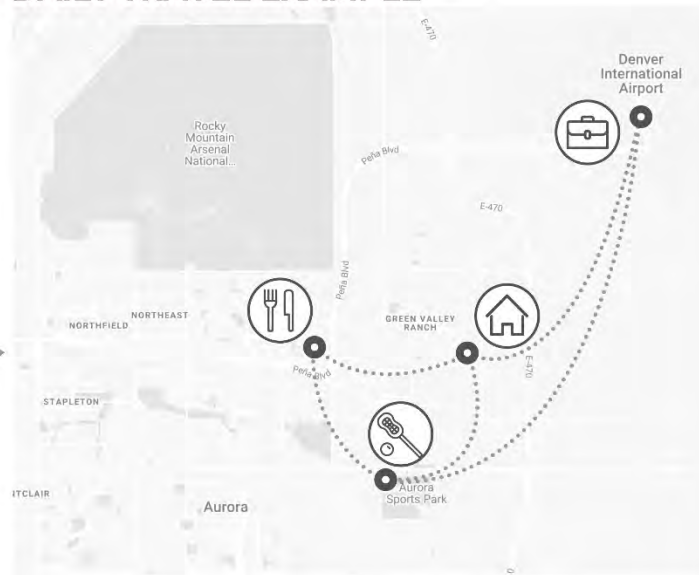 E-470
Denver
International
Airport
Rocky
Mountain
Arsenal
National...
Peña Blvd
E-470
Peña Blvd
NORTHEAST
NORTHFIELD
GREEN VALLEY
RANCH
E-470
Peña Blvd
STAPLETON
Aurora
Sports Park
Aurora